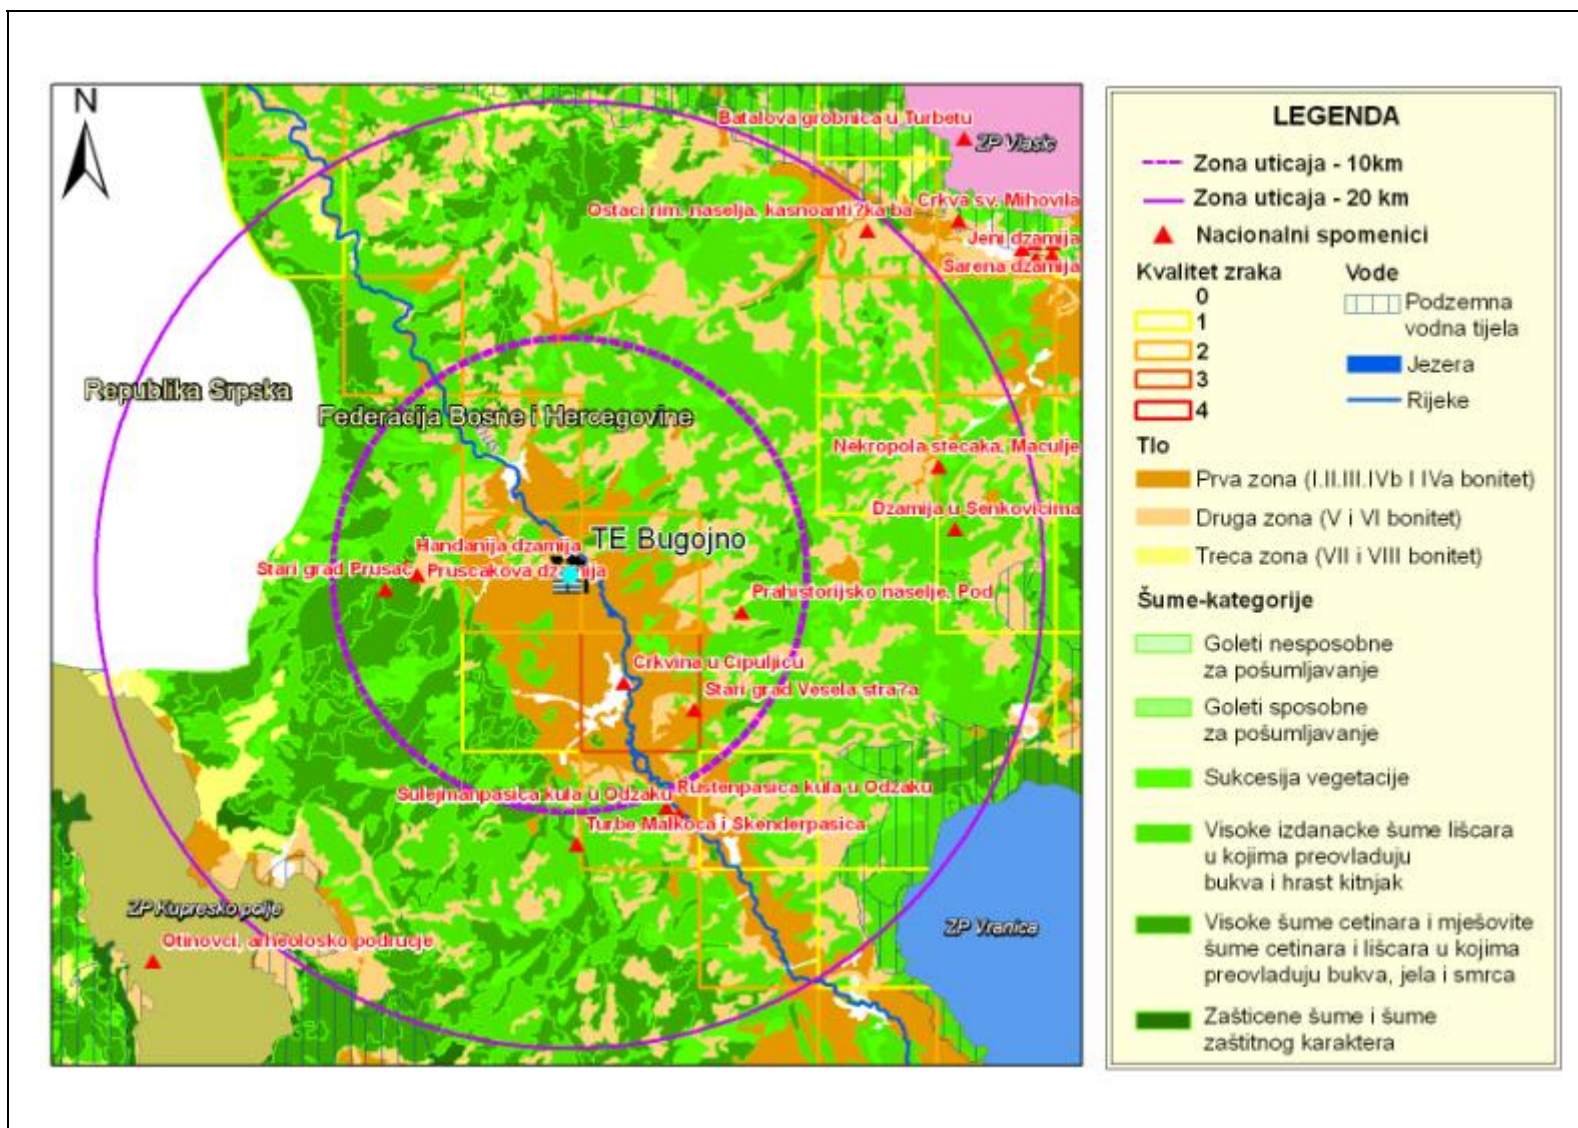 N
Batalova grobnica u Turbetu
ZP Vlasic
Crkva sv. Mihovila
Ostaci rim. naselja, kasnoanti?ka ba
Jeni dzamija
Sarena dzamija
Republika Srpska
Federacija Bosne i Hercegovine
Nekropola stecaka, Maculje
Dzamija u Senkovicima
TE Bugojno
Handanija dzamija
Stari grad Prusac
Pruscakova dzamija
Prahistorijsko naselje, Pod
Crkvina u Cipuljicu
Stari grad Vesela stra?a
Sulejmanpasica kula u Odzaku
Rustenpasica kula u Odzaku
Turbe Malkoca i Skenderpasica
ZP Kupresko polje
Otinovci, arheolosko podrucje
ZP Vranica
LEGENDA
Zona uticaja - 10km
Zona uticaja - 20 km
Nacionalni spomenici
Kvalitet zraka
0
1
2
3
4
Vode
Podzemna
vodna tijela
Jezera
Rijeke
Tlo
Prva zona (I.II.III.IVb I IVa bonitet)
Druga zona (V i VI bonitet)
Treca zona (VII i VIII bonitet)
Šume-kategorije
Goleti nesposobne
za pošumljavanje
Goleti sposobne
za pošumljavanje
Sukcesija vegetacije
Visoke izdanacke šume lišcara
u kojima preovladuju
bukva i hrast kitnjak
Visoke šume cetinara i mješovite
šume cetinara i lišcara u kojima
preovladuju bukva, jela i smrca
Zašticene šume i šume
zaštitnog karaktera